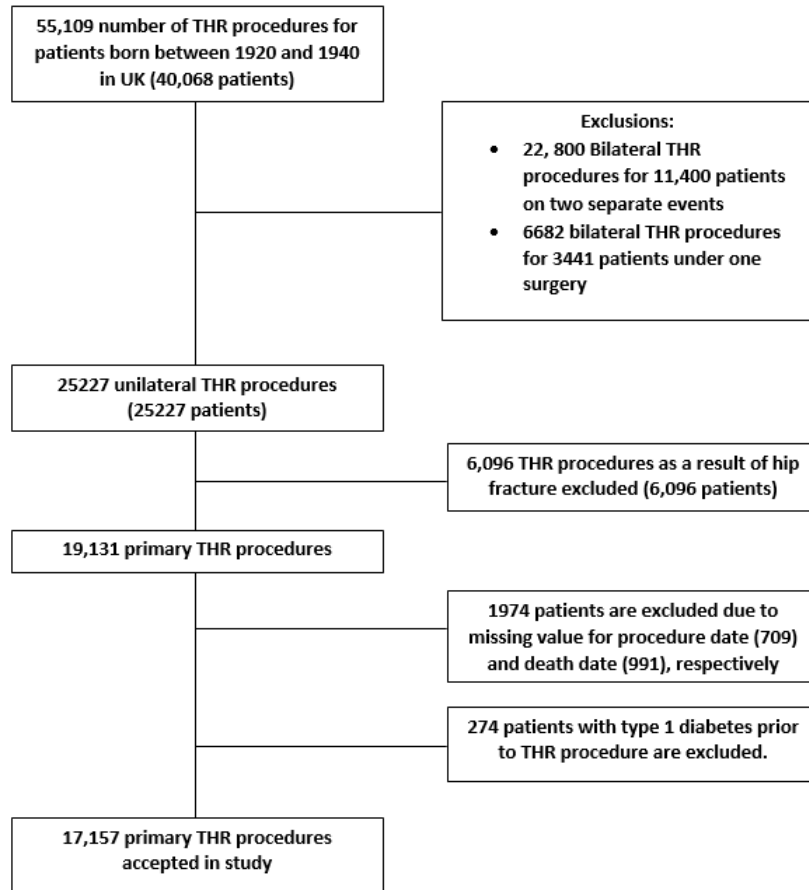 55,109 number of THR procedures for
patients born between 1920 and 1940
in UK (40,068 patients)
Exclusions:
• 22, 800 Bilateral THR
procedures for 11,400 patients
on two separate events
• 6682 bilateral THR procedures
for 3441 patients under one
surgery
25227 unilateral THR procedures
(25227 patients)
6,096 THR procedures as a result of hip
fracture excluded (6,096 patients)
19,131 primary THR procedures
1974 patients are excluded due to
missing value for procedure date (709)
and death date (991), respectively
274 patients with type 1 diabetes prior
to THR procedure are excluded.
17,157 primary THR procedures
accepted in study